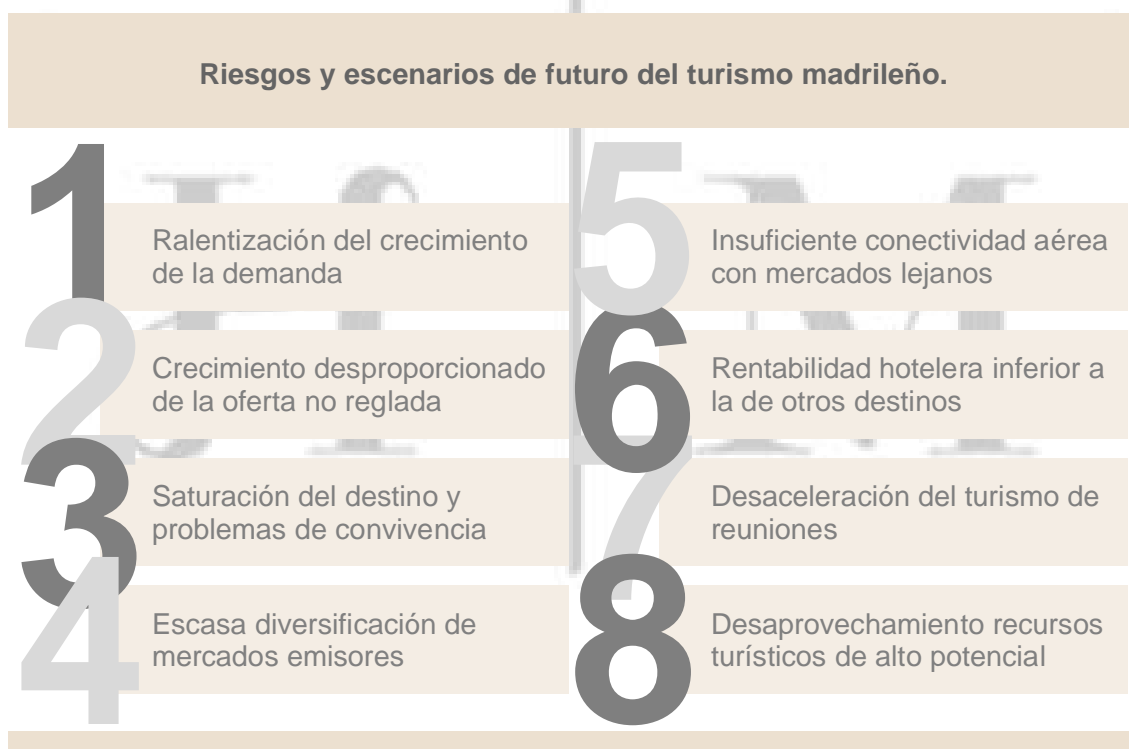 Riesgos y escenarios de futuro del turismo madrileño.
1
Ralentización del crecimiento
de la demanda
2
Crecimiento desproporcionado
de la oferta no reglada
3
Saturación del destino y
problemas de convivencia
4
Escasa diversificación de
mercados emisores
5
Insuficiente conectividad aérea
con mercados lejanos
6
Rentabilidad hotelera inferior a
la de otros destinos
7
Desaceleración del turismo de
reuniones
8
Desaprovechamiento recursos
turísticos de alto potencial